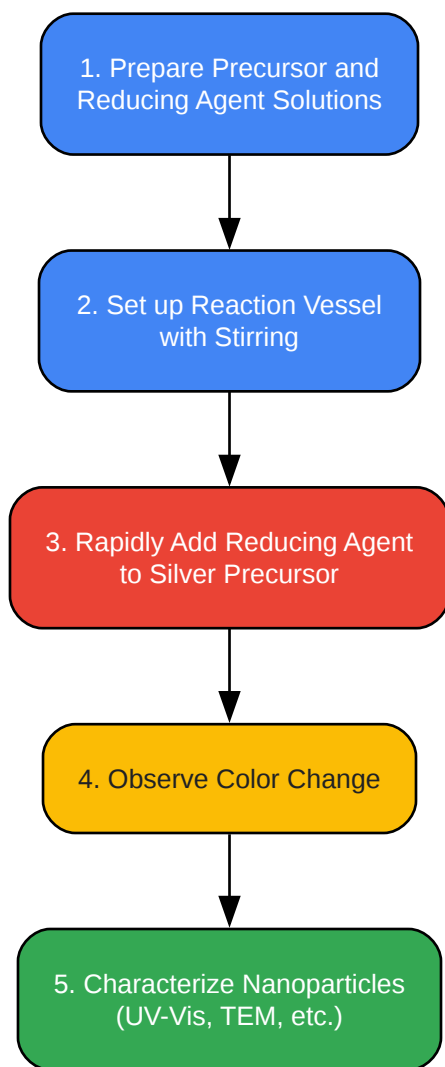 1. Prepare Precursor and
Reducing Agent Solutions
2. Set up Reaction Vessel
with Stirring
3. Rapidly Add Reducing Agent
to Silver Precursor
4. Observe Color Change
5. Characterize Nanoparticles
(UV-Vis, TEM, etc.)